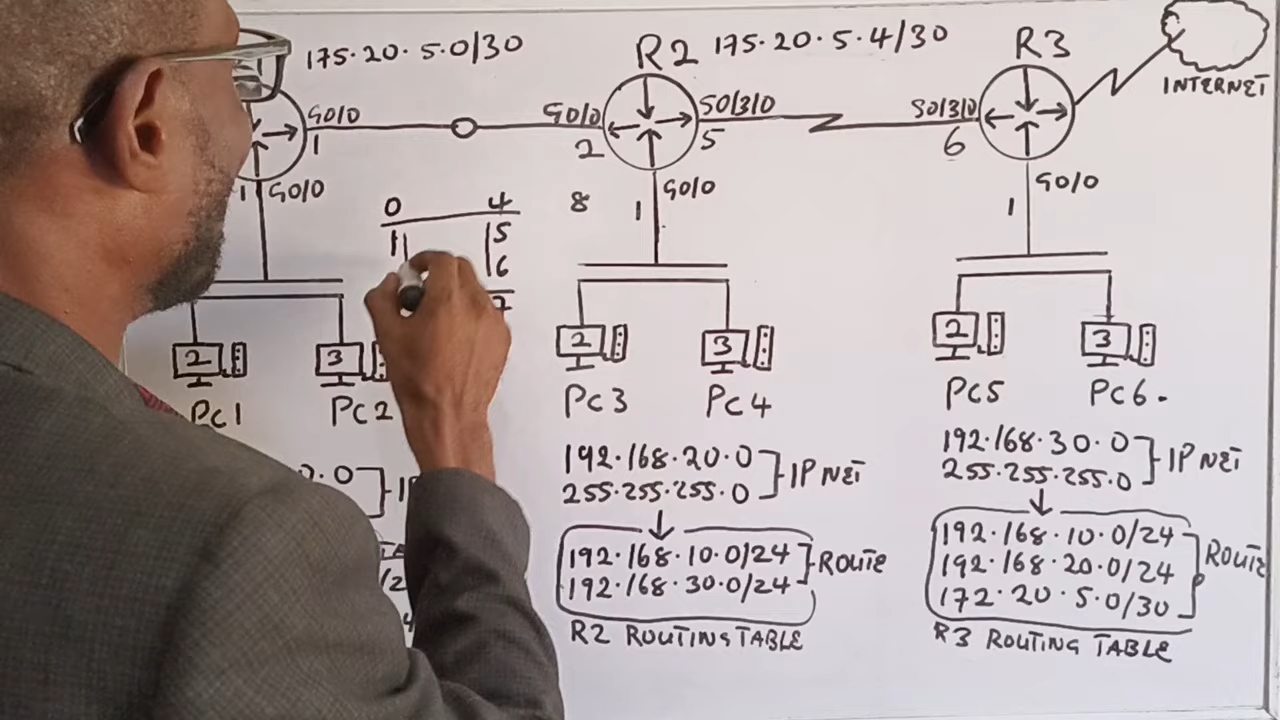 175.20.5.0/30
R2
175.20.5.4/30
R3
INTERNET
G0/0
1
G0/0
2
S0/3/0
5
S0/3/0
6
1
G0/0
1
G0/0
1
G0/0
0
4
8
1
5
6
7
2
3
2
3
2
3
PC1
PC2
PC3
PC4
PC5
PC6.
.0
192.168.20.0
255.255.255.0
IP NET
192.168.30.0
255.255.255.0
IP NET
192.168.10.0/24
192.168.30.0/24
ROUTE
R2 ROUTING TABLE
192.168.10.0/24
192.168.20.0/24
172.20.5.0/30
ROUTE
R3 ROUTING TABLE